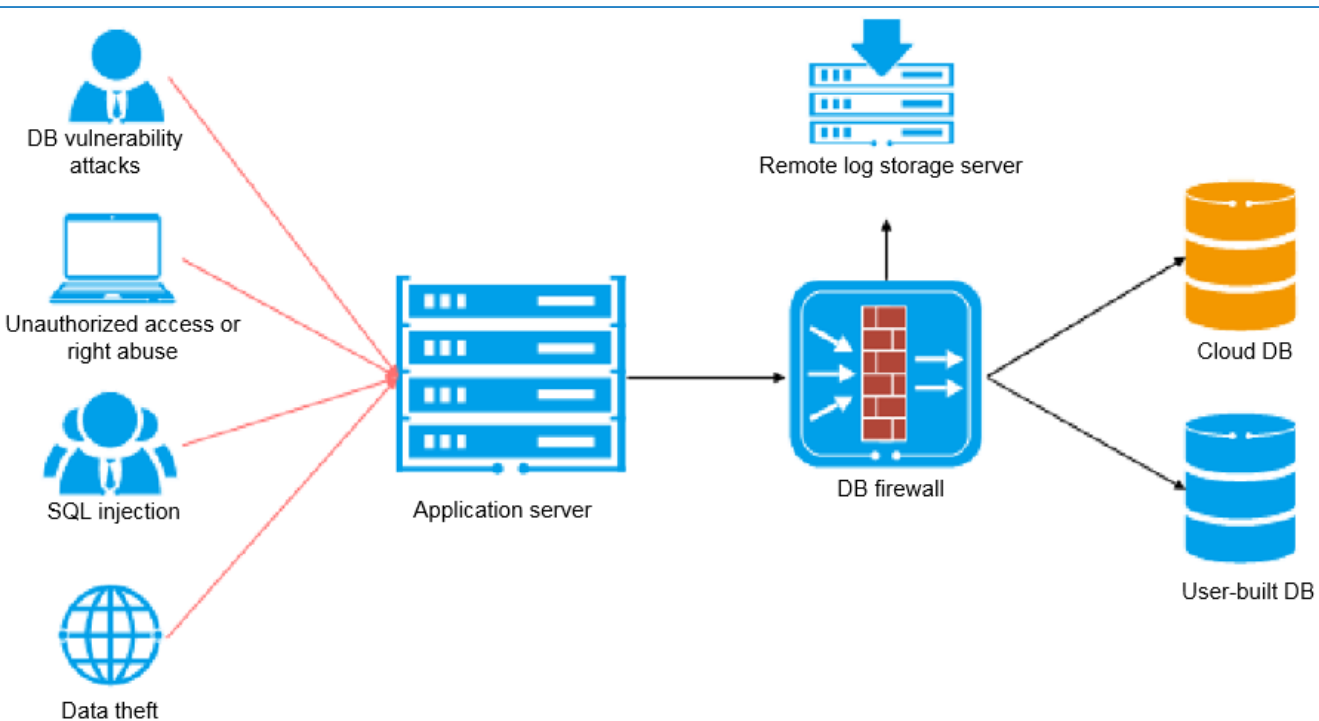 DB vulnerability
attacks
Unauthorized access or
right abuse
SQL injection
Data theft
Application server
Remote log storage server
DB firewall
Cloud DB
User-built DB